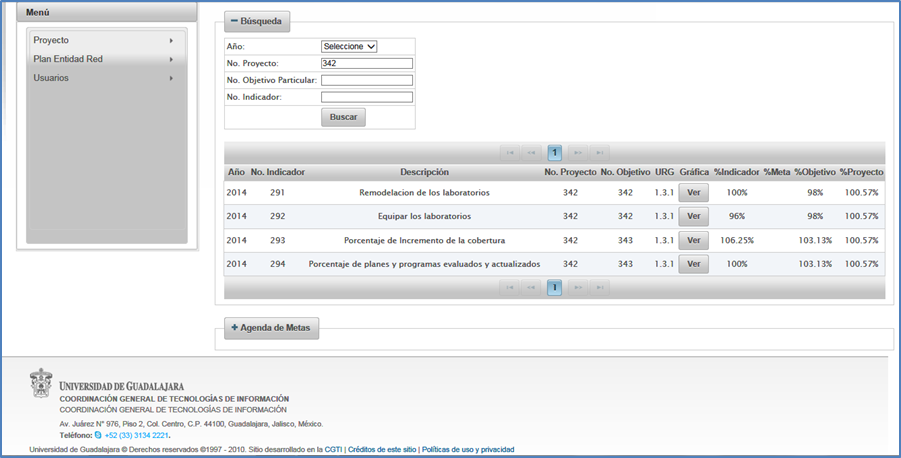 Menú
Proyecto
Plan Entidad Red
Usuarios
Búsqueda
Año: Seleccione
No. Proyecto: 342
No. Objetivo Particular:
No. Indicador:
Buscar
1
Año No. Indicador Descripción No. Proyecto No. Objetivo URG Gráfica %Indicador %Meta %Objetivo %Proyecto
2014 291 Remodelacion de los laboratorios 342 342 1.3.1 Ver 100% 98% 100.57%
2014 292 Equipar los laboratorios 342 342 1.3.1 Ver 96% 98% 100.57%
2014 293 Porcentaje de Incremento de la cobertura 342 343 1.3.1 Ver 106.25% 103.13% 100.57%
2014 294 Porcentaje de planes y programas evaluados y actualizados 342 343 1.3.1 Ver 100% 103.13% 100.57%
1
Agenda de Metas
UNIVERSIDAD DE GUADALAJARA
COORDINACIÓN GENERAL DE TECNOLOGÍAS DE INFORMACIÓN
COORDINACIÓN GENERAL DE TECNOLOGÍAS DE INFORMACIÓN
Av. Juárez N° 976, Piso 2, Col. Centro, C.P. 44100, Guadalajara, Jalisco, México.
Teléfono: +52 (33) 3134 2221.
Universidad de Guadalajara © Derechos reservados ©1997 - 2010. Sitio desarrollado en la CGTI | Créditos de este sitio | Políticas de uso y privacidad